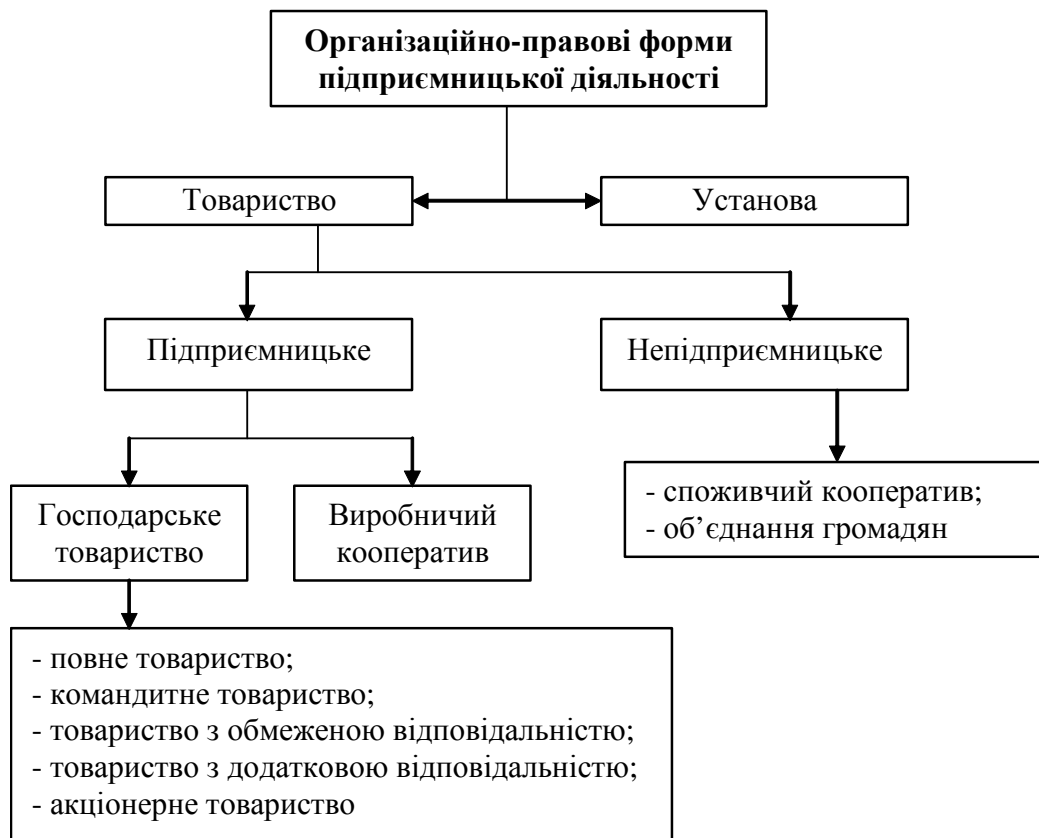 Організаційно-правові форми
підприємницької діяльності
Товариство
Установа
Підприємницьке
Непідприємницьке
Господарське
товариство
Виробничий
кооператив
- споживчий кооператив;
- об’єднання громадян
- повне товариство;
- командитне товариство;
- товариство з обмеженою відповідальністю;
- товариство з додатковою відповідальністю;
- акціонерне товариство